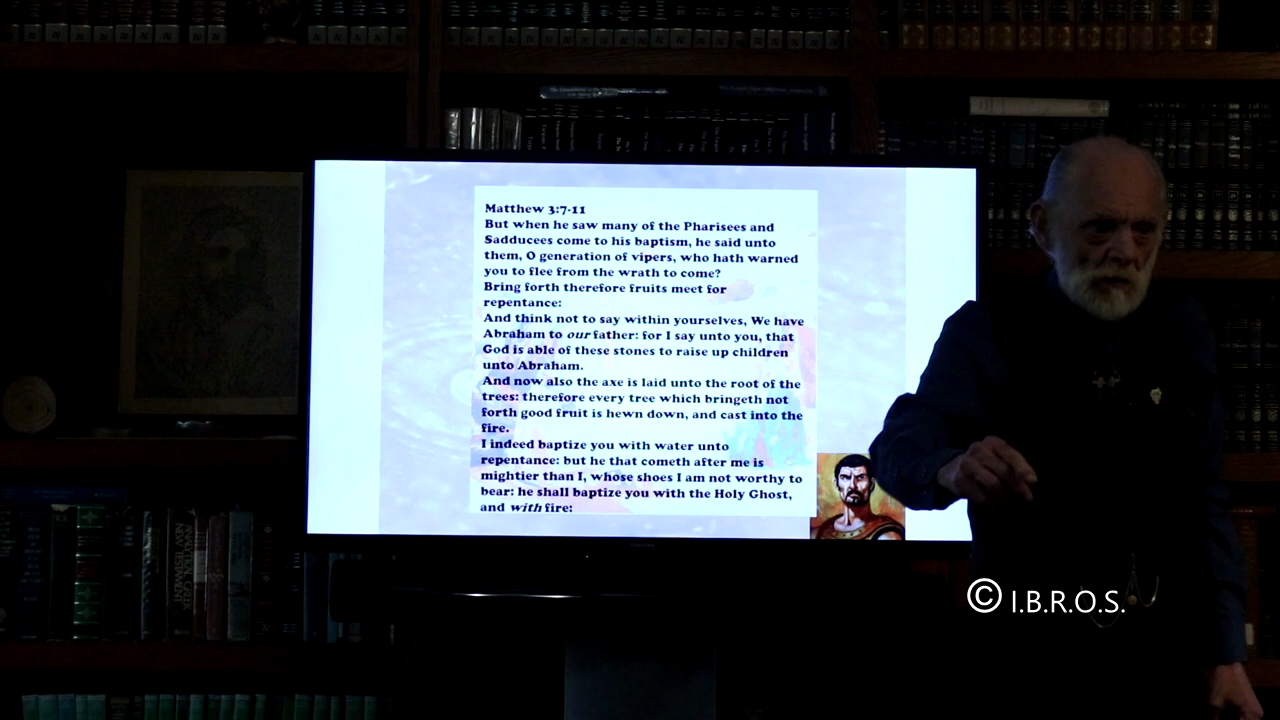 Matthew 3:7-11
But when he saw many of the Pharisees and
Sadducees come to his baptism, he said unto
them, O generation of vipers, who hath warned
you to flee from the wrath to come?
Bring forth therefore fruits meet for
repentance:
And think not to say within yourselves, We have
Abraham to our father: for I say unto you, that
God is able of these stones to raise up children
unto Abraham.
And now also the axe is laid unto the root of the
trees: therefore every tree which bringeth not
forth good fruit is hewn down, and cast into the
fire.
I indeed baptize you with water unto
repentance: but he that cometh after me is
mightier than I, whose shoes I am not worthy to
bear: he shall baptize you with the Holy Ghost,
and with fire:
© I.B.R.O.S.